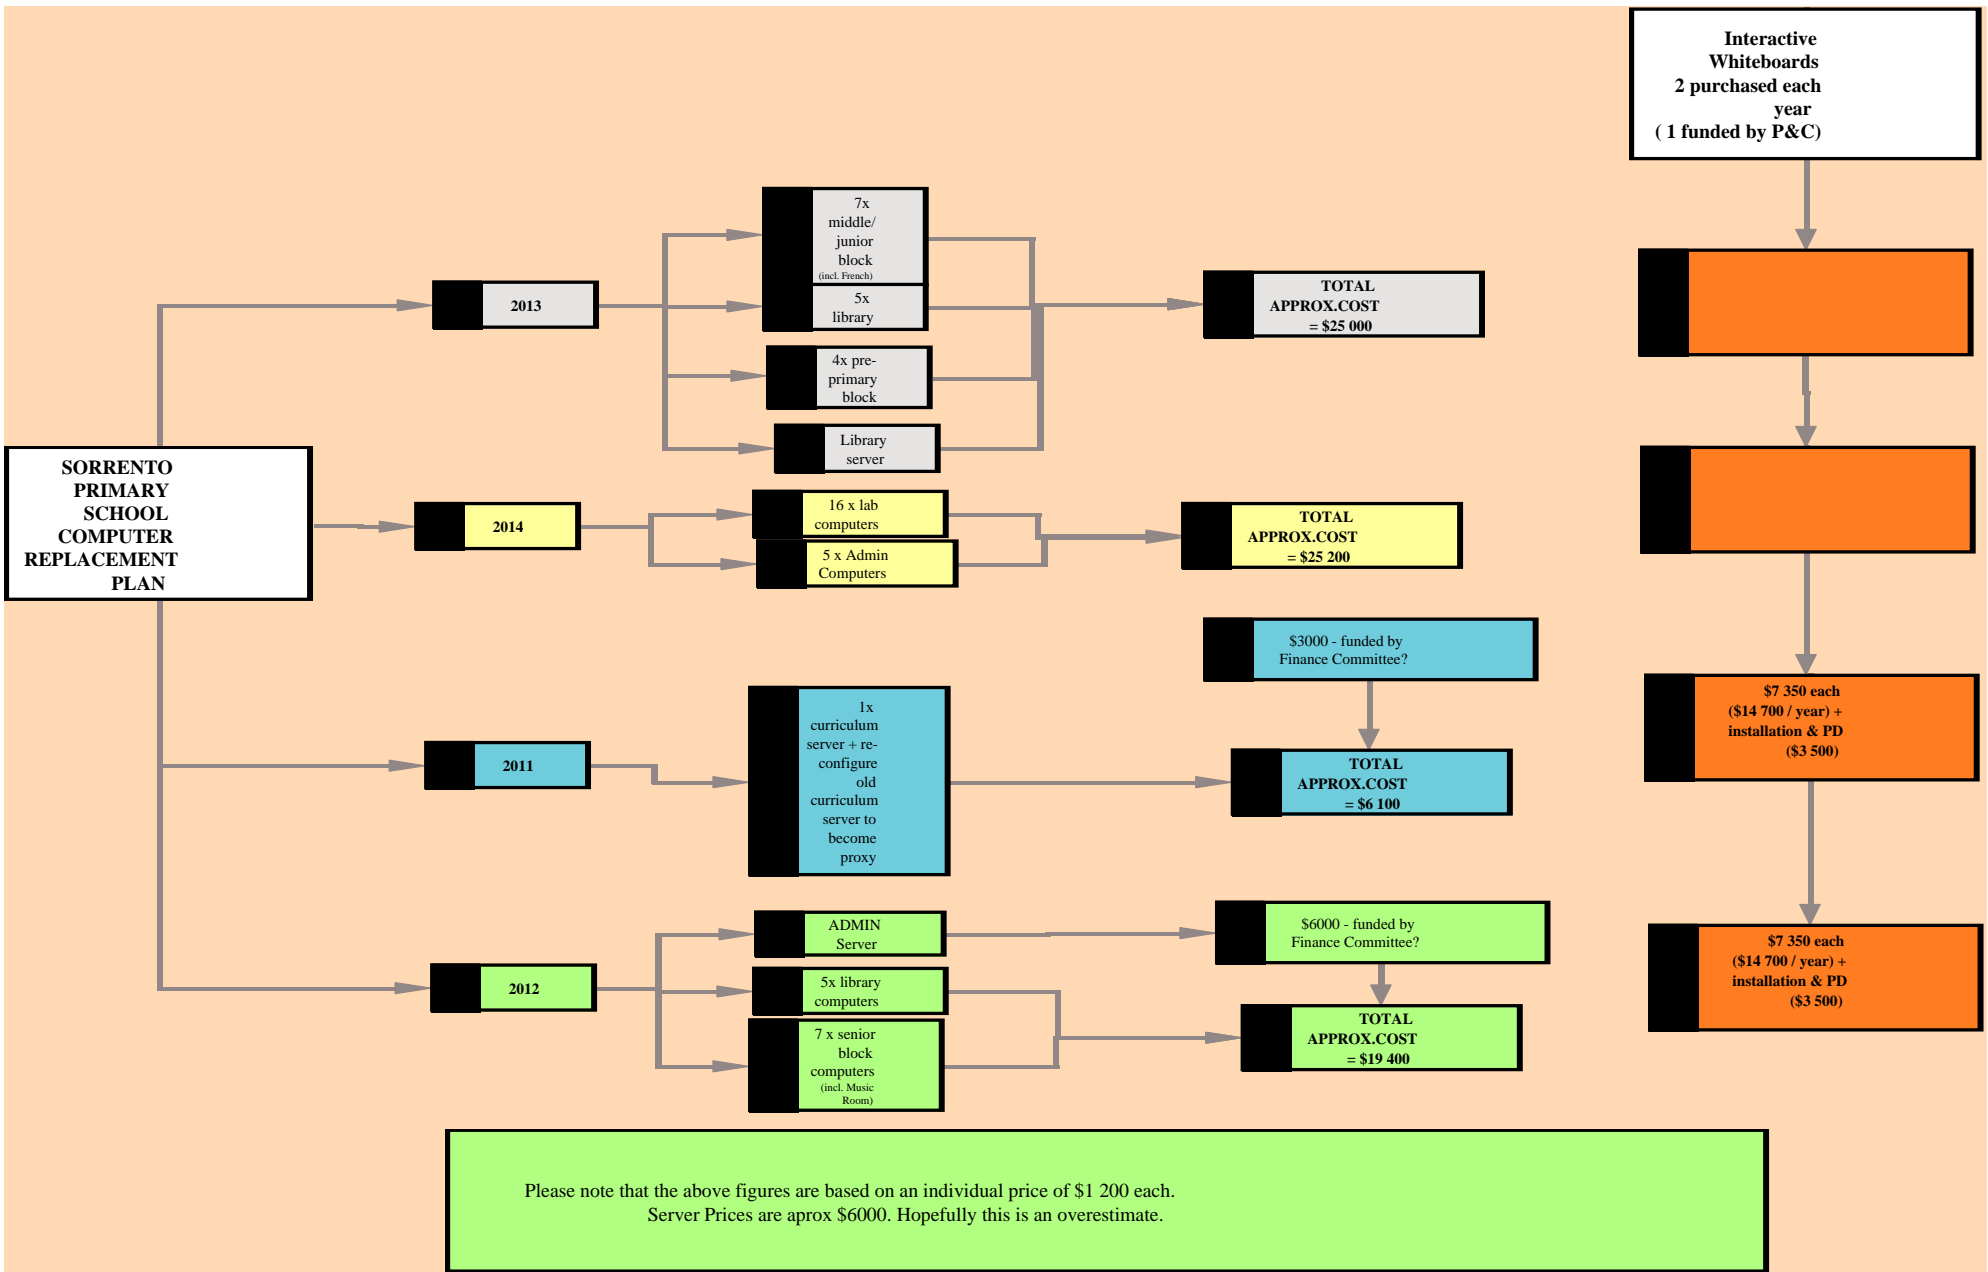 Interactive
Whiteboards
2 purchased each
year
( 1 funded by P&C)
7x
middle/
junior
block
(incl. French)
2013
5x
library
TOTAL
APPROX.COST
= $25 000
4x pre-
primary
block
Library
server
SORRENTO
PRIMARY
SCHOOL
COMPUTER
REPLACEMENT
PLAN
2014
16 x lab
computers
5 x Admin
Computers
TOTAL
APPROX.COST
= $25 200
$3000 - funded by
Finance Committee?
2011
1x
curriculum
server + re-
configure
old
curriculum
server to
become
proxy
TOTAL
APPROX.COST
= $6 100
$7 350 each
($14 700 / year) +
installation & PD
($3 500)
2012
ADMIN
Server
$6000 - funded by
Finance Committee?
5x library
computers
7 x senior
block
computers
(incl. Music
Room)
TOTAL
APPROX.COST
= $19 400
$7 350 each
($14 700 / year) +
installation & PD
($3 500)
Please note that the above figures are based on an individual price of $1 200 each.
Server Prices are aprox $6000. Hopefully this is an overestimate.